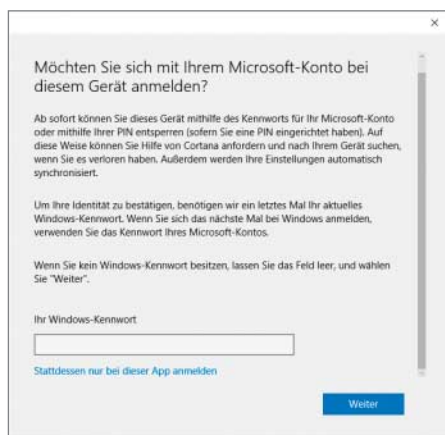 Möchten Sie sich mit Ihrem Microsoft-Konto bei
diesem Gerät anmelden?
Ab sofort können Sie dieses Gerät mithilfe des Kennworts für Ihr Microsoft-Konto
oder mithilfe Ihrer PIN entsperren (sofern Sie eine PIN eingerichtet haben). Auf
diese Weise können Sie Hilfe von Cortana anfordern und nach Ihrem Gerät suchen,
wenn Sie es verloren haben. Außerdem werden Ihre Einstellungen automatisch
synchronisiert.
Um Ihre Identität zu bestätigen, benötigen wir ein letztes Mal Ihr aktuelles
Windows-Kennwort. Wenn Sie sich das nächste Mal bei Windows anmelden,
verwenden Sie das Kennwort Ihres Microsoft-Kontos.
Wenn Sie kein Windows-Kennwort besitzen, lassen Sie das Feld leer, und wählen
Sie "Weiter".
Ihr Windows-Kennwort
Stattdessen nur bei dieser App anmelden
Weiter